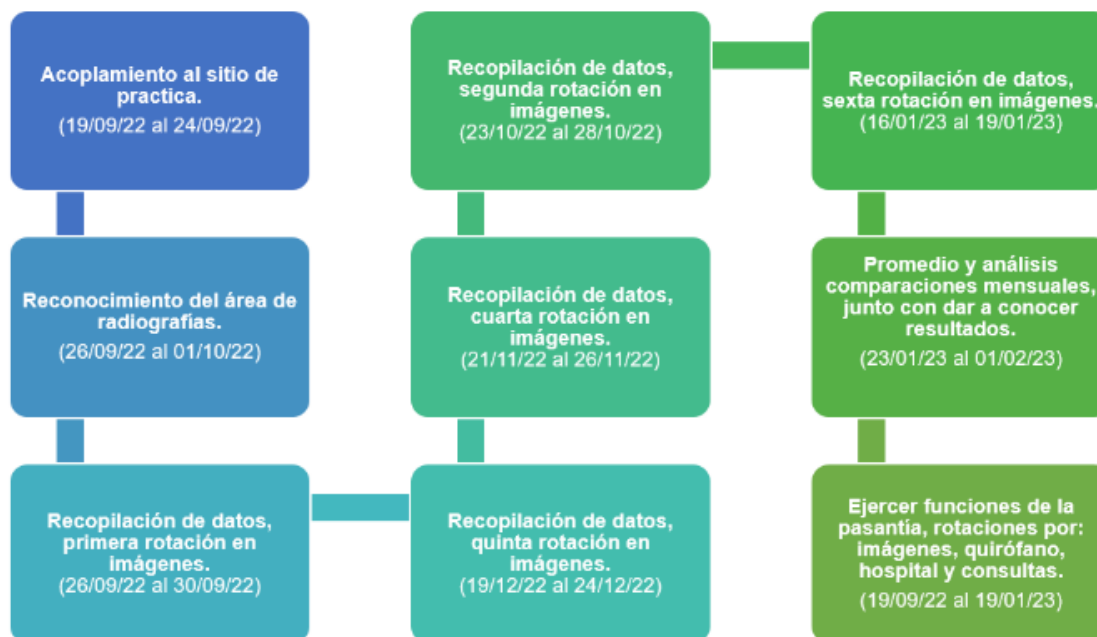 Acoplamiento al sitio de
practica.
(19/09/22 al 24/09/22)
Reconocimiento del área de
radiografías.
(26/09/22 al 01/10/22)
Recopilación de datos,
primera rotación en
imágenes.
(26/09/22 al 30/09/22)
Recopilación de datos,
quinta rotación en
imágenes.
(19/12/22 al 24/12/22)
Recopilación de datos,
cuarta rotación en
imágenes.
(21/11/22 al 26/11/22)
Recopilación de datos,
segunda rotación en
imágenes.
(23/10/22 al 28/10/22)
Recopilación de datos,
sexta rotación en imágenes.
(16/01/23 al 19/01/23)
Promedio y análisis
comparaciones mensuales,
junto con dar a conocer
resultados.
(23/01/23 al 01/02/23)
Ejercer funciones de la
pasantía, rotaciones por:
imágenes, quirófano,
hospital y consultas.
(19/09/22 al 19/01/23)